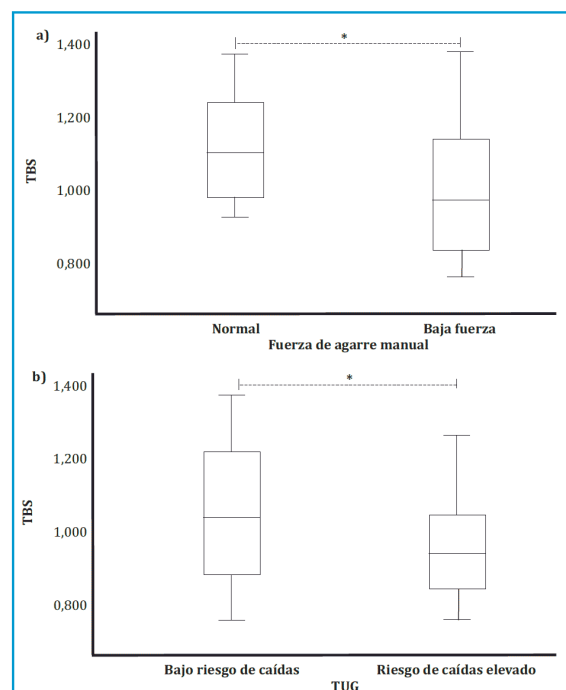 a)
*
1,400
1,200
1,000
0,800
TBS
Normal
Baja fuerza
Fuerza de agarre manual
b)
*
1,400
1,200
1,000
0,800
TBS
Bajo riesgo de caídas
Riesgo de caídas elevado
TUG